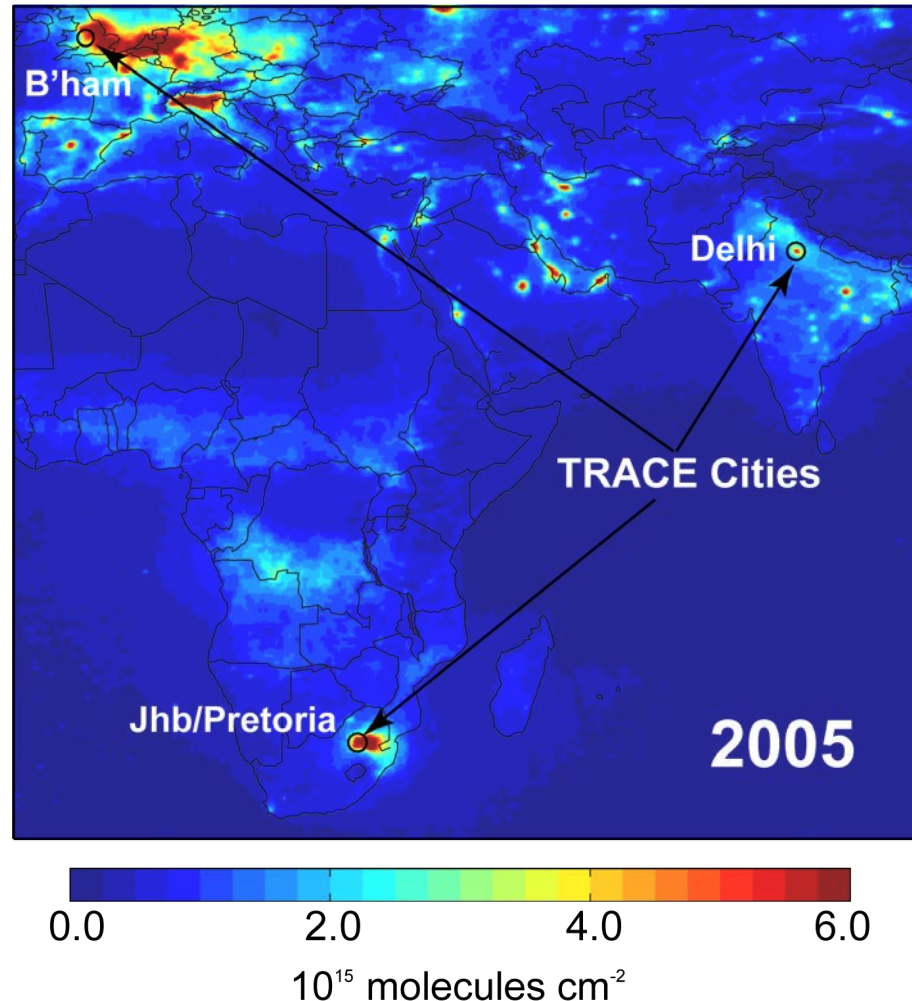 B'ham
Delhi
TRACE Cities
Jhb/Pretoria
2005
0.0 2.0 4.0 6.0
10¹⁵ molecules cm⁻²